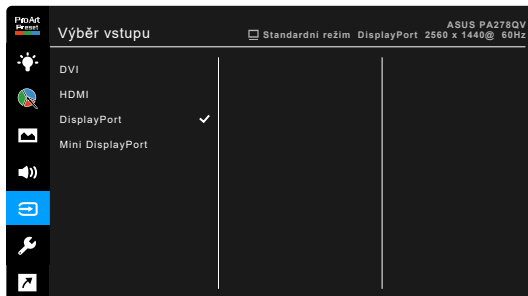 ProArt
Preset
Výběr vstupu
ASUS PA278QV
Standardní režim DisplayPort 2560 x 1440@ 60Hz
DVI
HDMI
DisplayPort
Mini DisplayPort